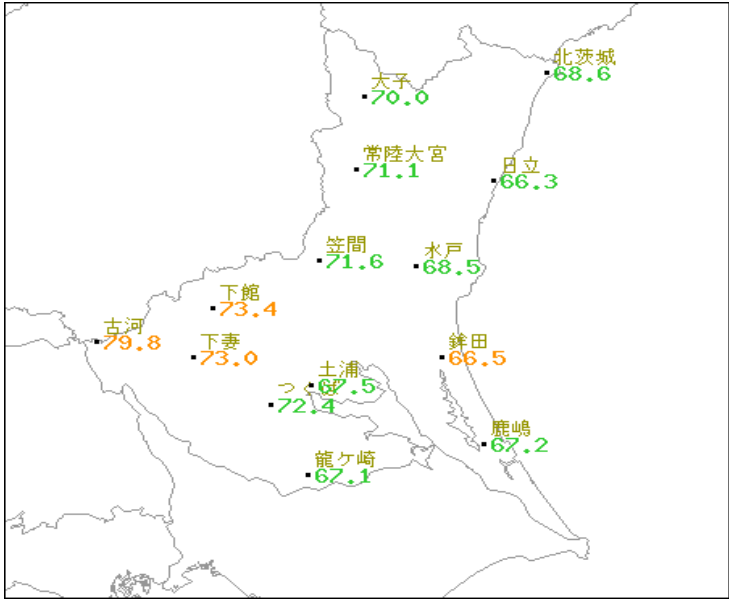 北茨城
68.6
大子
70.0
常陸大宮
71.1
日立
66.3
笠間
71.6
水戸
68.5
下館
73.4
古河
79.8
下妻
73.0
鉾田
66.5
土浦
67.5
つくば
72.4
鹿嶋
67.2
龍ケ崎
67.1